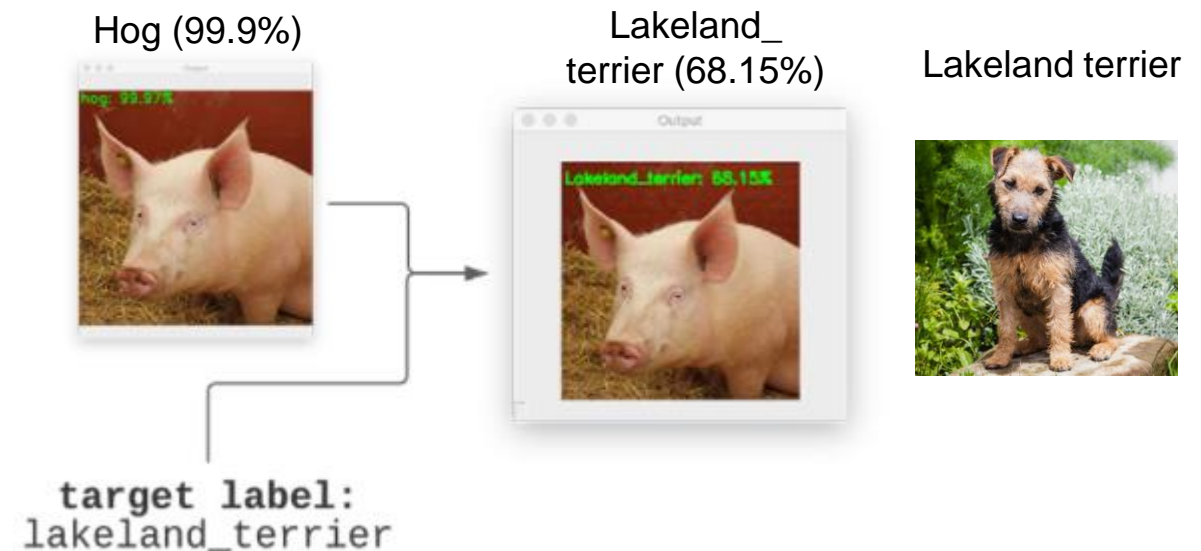 Hog (99.9%)
Lakeland_
terrier (68.15%)
Lakeland terrier
Output
hog: 99.97%
Output
Lakeland_terrier: 68.15%
target label:
lakeland_terrier